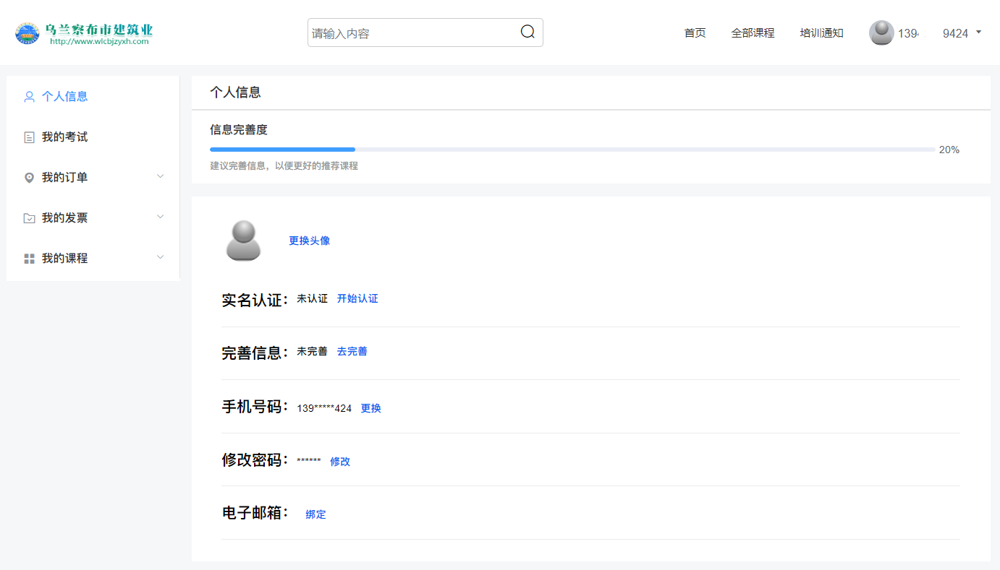 乌兰察布市建筑业
http://www.wlcbjzyxh.com
请输入内容
首页
全部课程
培训通知
139
9424
个人信息
我的考试
我的订单
我的发票
我的课程
个人信息
信息完善度
20%
建议完善信息，以便更好的推荐课程
更换头像
实名认证： 未认证 开始认证
完善信息： 未完善 去完善
手机号码： 139*****424 更换
修改密码： ****** 修改
电子邮箱： 绑定